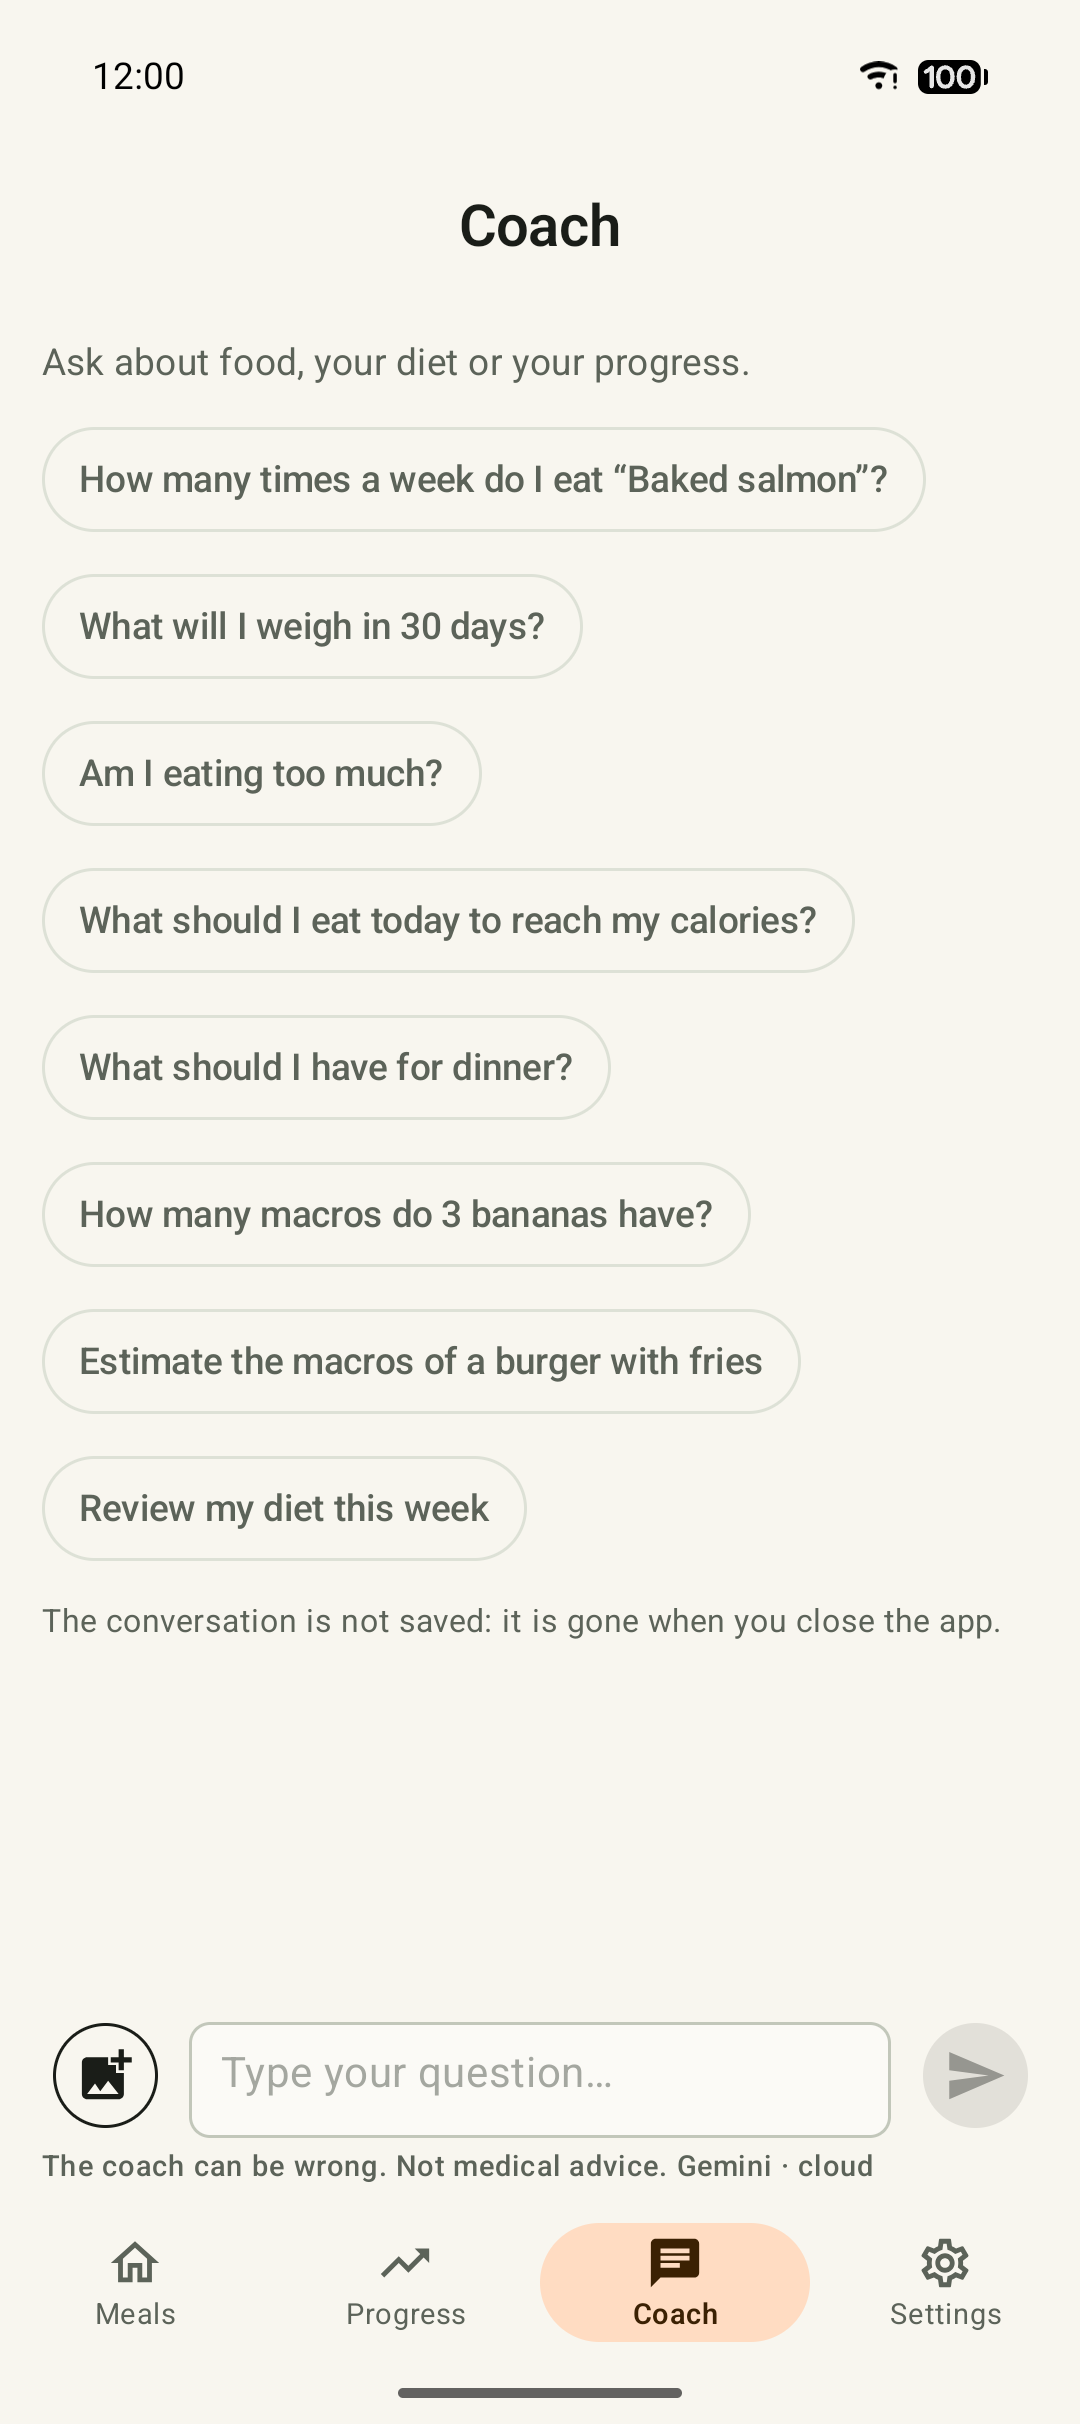 12:00
100
Coach
Ask about food, your diet or your progress.
How many times a week do I eat “Baked salmon”?
What will I weigh in 30 days?
Am I eating too much?
What should I eat today to reach my calories?
What should I have for dinner?
How many macros do 3 bananas have?
Estimate the macros of a burger with fries
Review my diet this week
The conversation is not saved: it is gone when you close the app.
Type your question…
The coach can be wrong. Not medical advice. Gemini · cloud
Meals
Progress
Coach
Settings